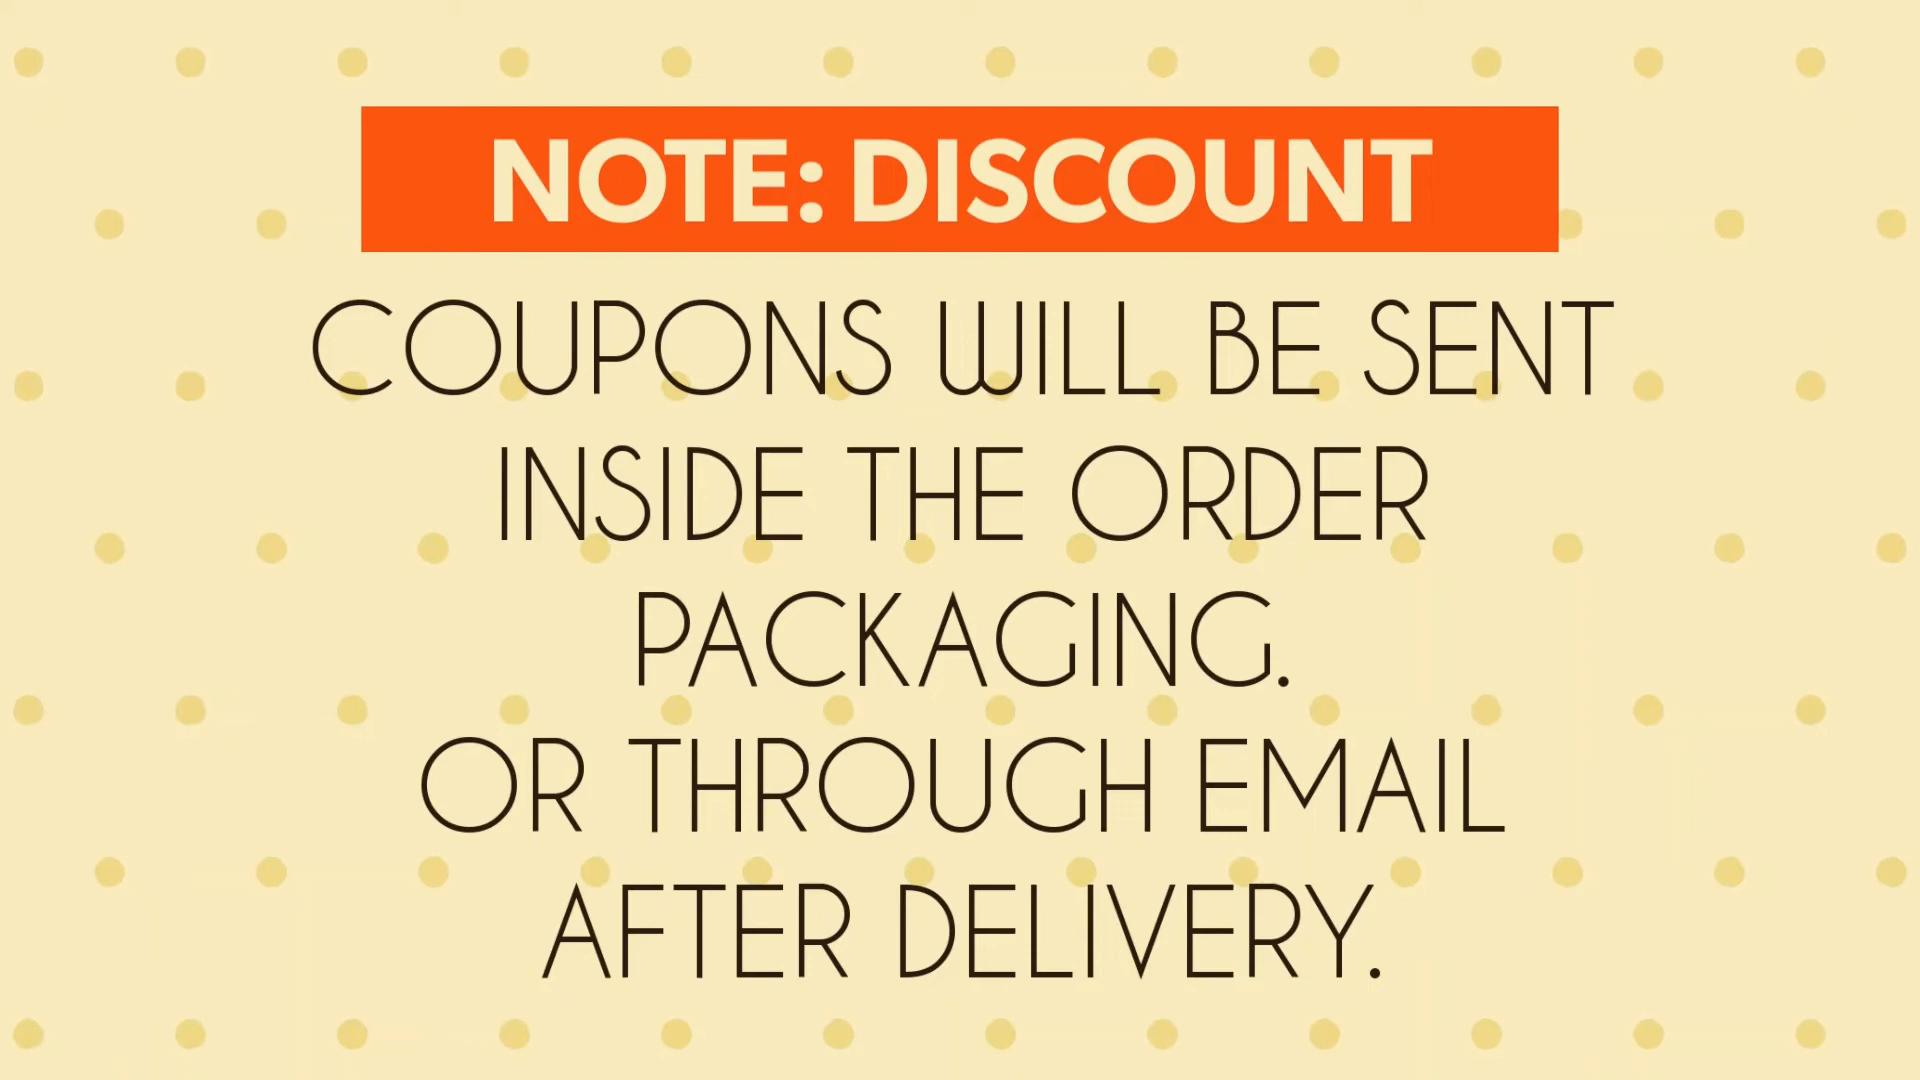 NOTE: DISCOUNT
COUPONS WILL BE SENT
INSIDE THE ORDER
PACKAGING.
OR THROUGH EMAIL
AFTER DELIVERY.